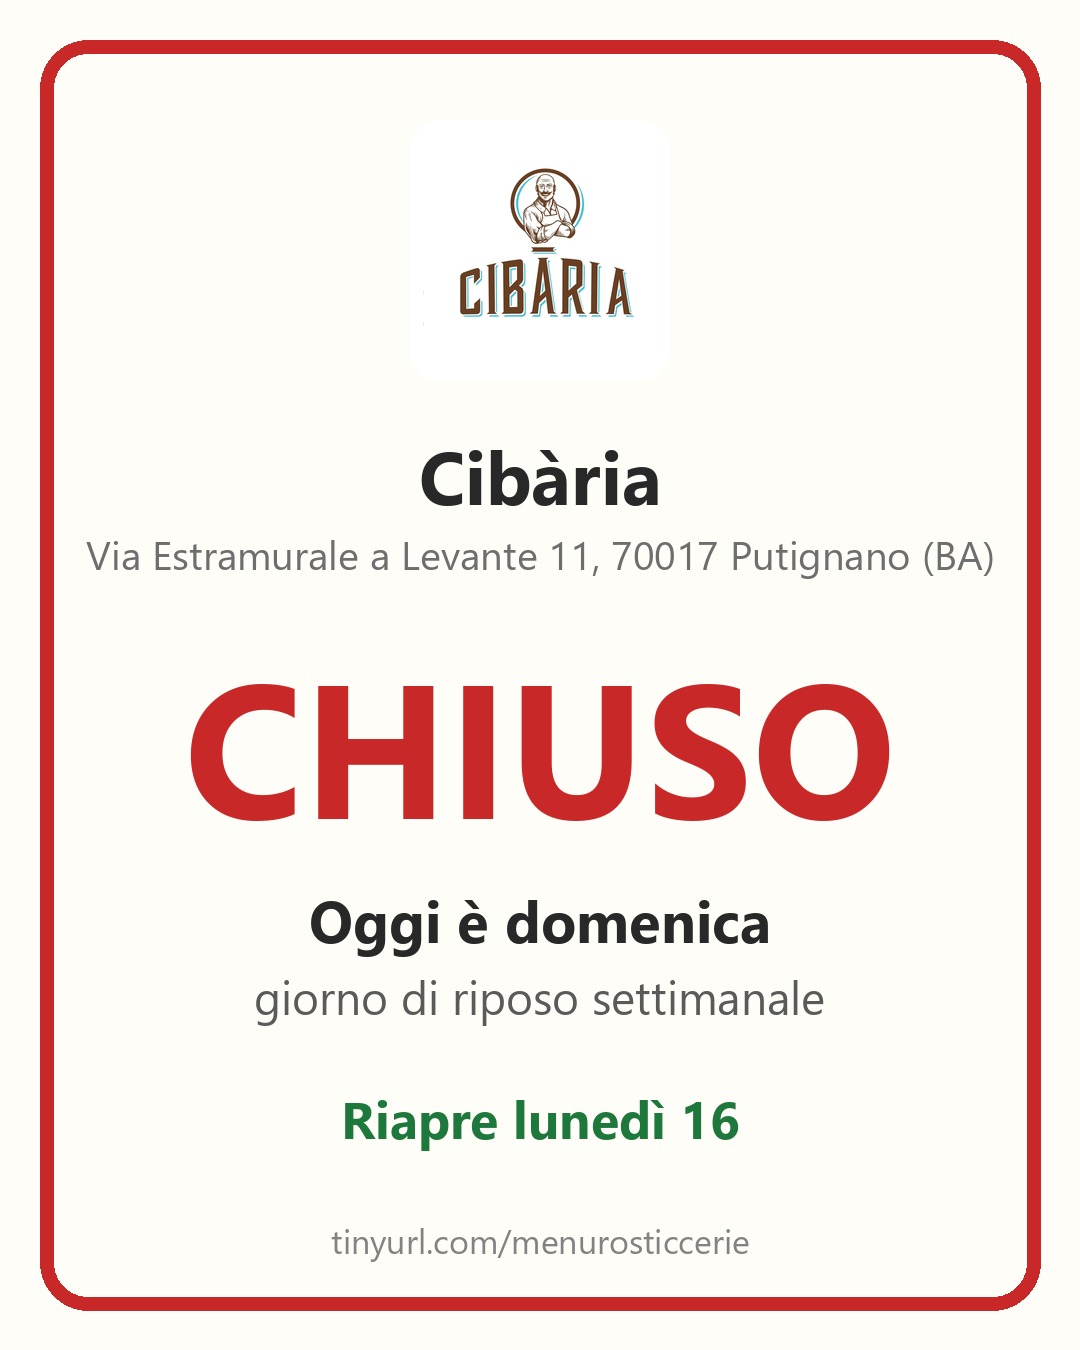 CIBÀRIA
Cibària
Via Estramurale a Levante 11, 70017 Putignano (BA)
CHIUSO
Oggi è domenica
giorno di riposo settimanale
Riapre lunedì 16
tinyurl.com/menurosticcerie